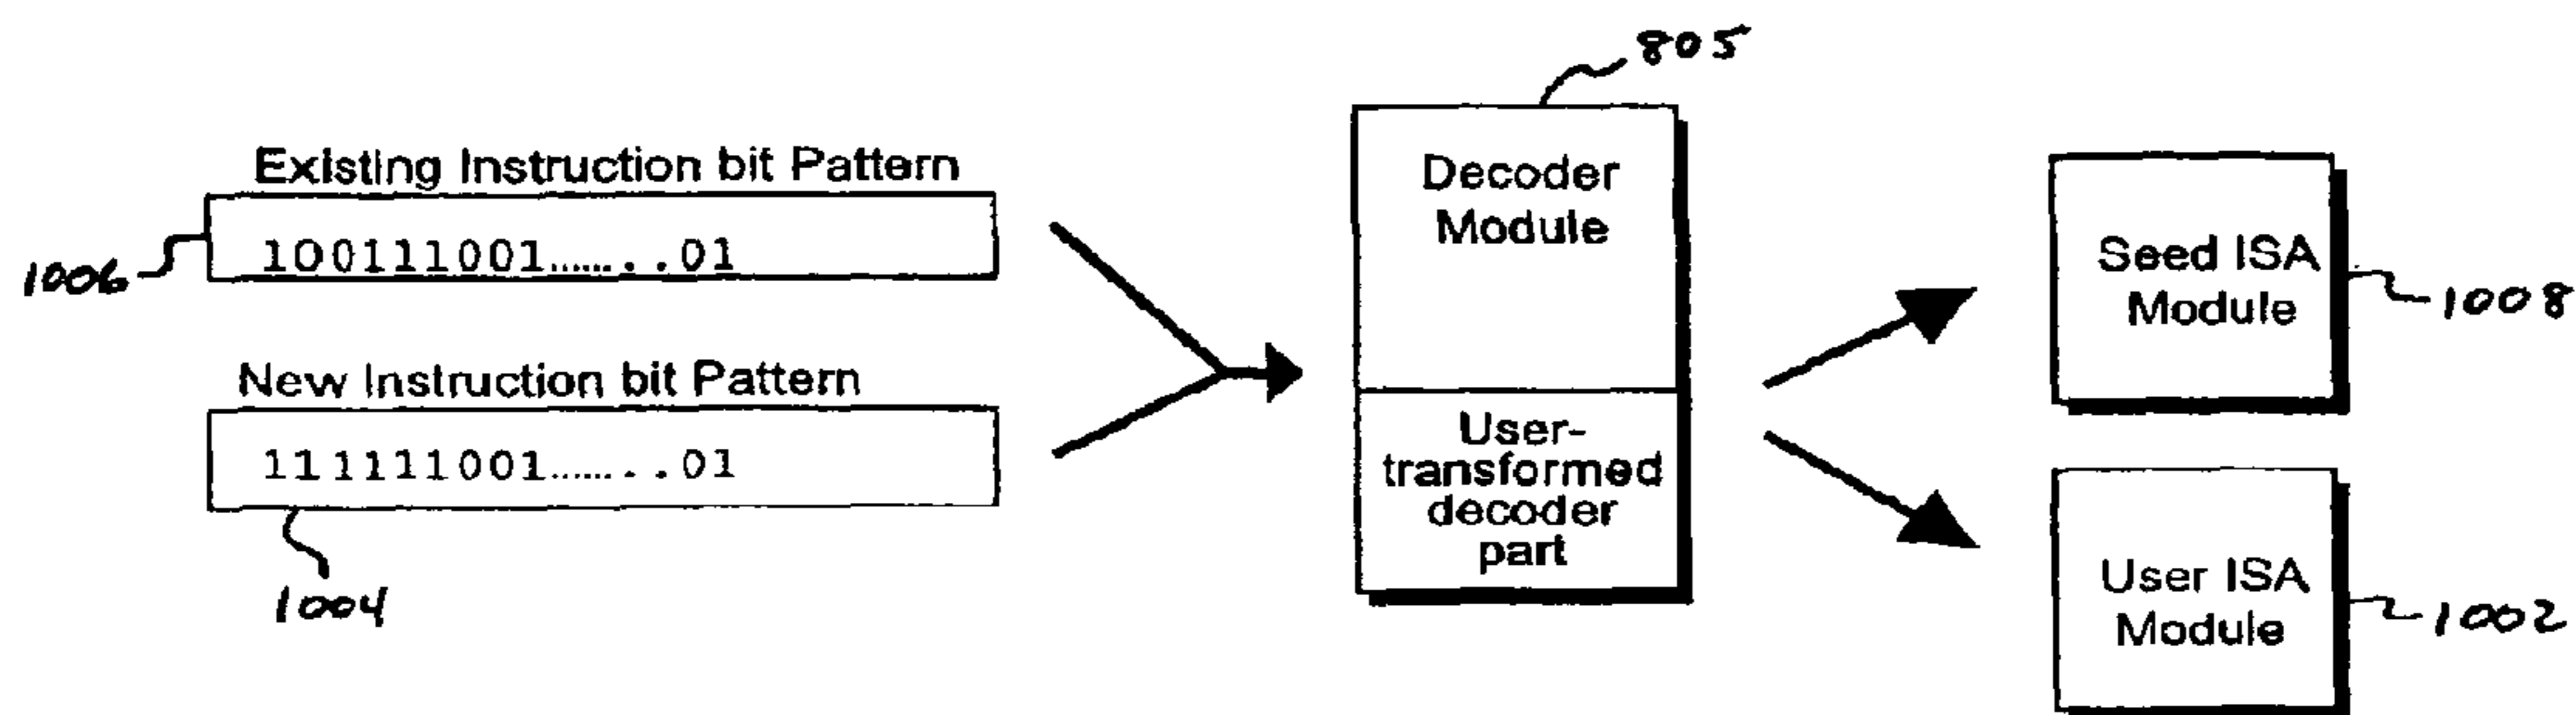 805
Existing Instruction bit Pattern
100111001........01
1006
New Instruction bit Pattern
111111001........01
1004
Decoder
Module
User-
transformed
decoder
part
Seed ISA
Module
1008
User ISA
Module
1002